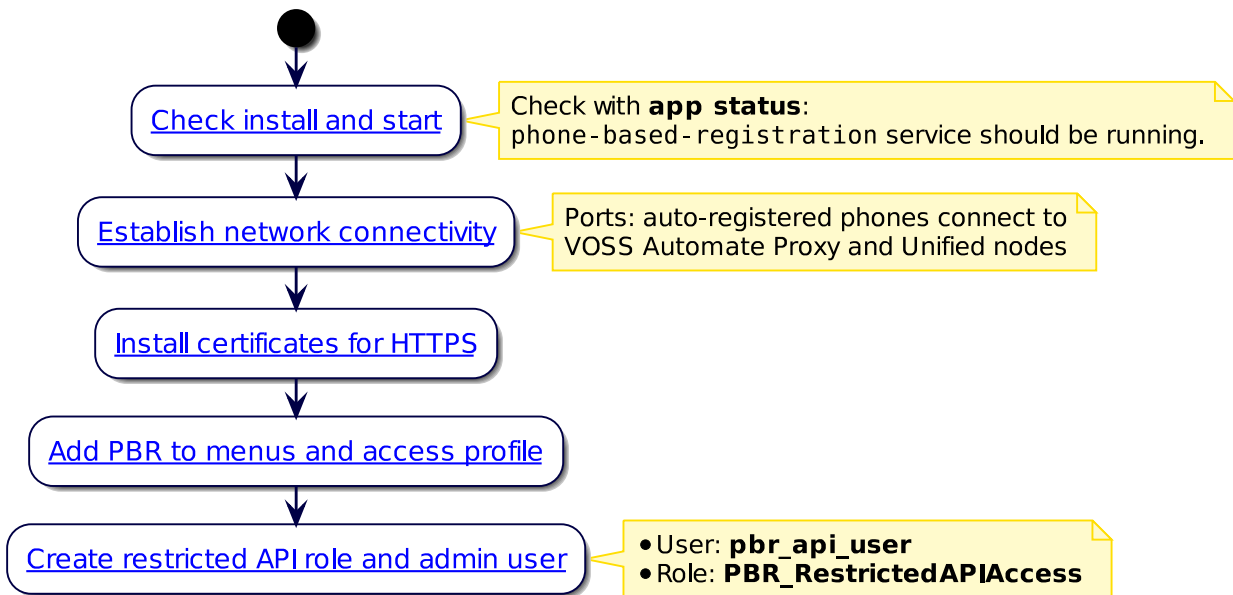 Check install and start
Check with app status:
phone-based-registration service should be running.
Establish network connectivity
Ports: auto-registered phones connect to
VOSS Automate Proxy and Unified nodes
Install certificates for HTTPS
Add PBR to menus and access profile
Create restricted API role and admin user
• User: pbr_api_user
• Role: PBR_RestrictedAPIAccess